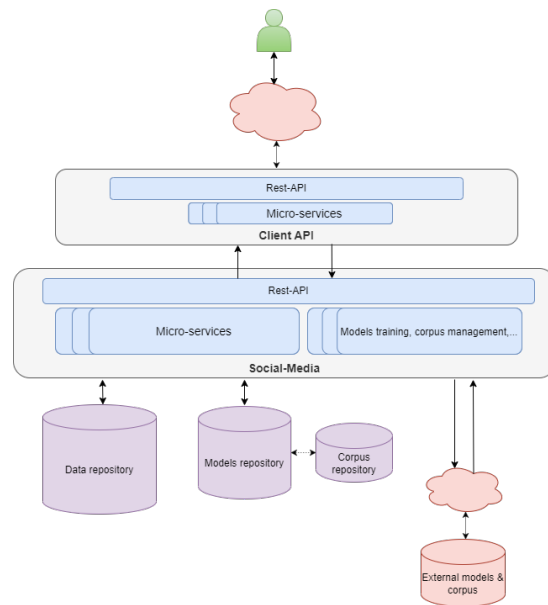 Rest-API
Micro-services
Client API
Rest-API
Micro-services
Models training, corpus management,...
Social-Media
Data repository
Models repository
Corpus
repository
External models &
corpus